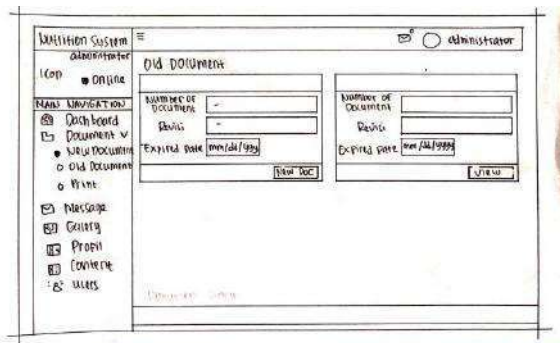 Nutrition System
administrator
administrator
Icon
online
Old Document
MAIN NAVIGATION
Dashboard
Document
New Document
Old Document
Print
Message
Gallery
Profil
Content
Users
Number of
Document
-
Revisi
-
Expired Date mm/dd/yyyy
New Doc
Number of
Document
Revisi
Expired Date mm/dd/yyyy
View